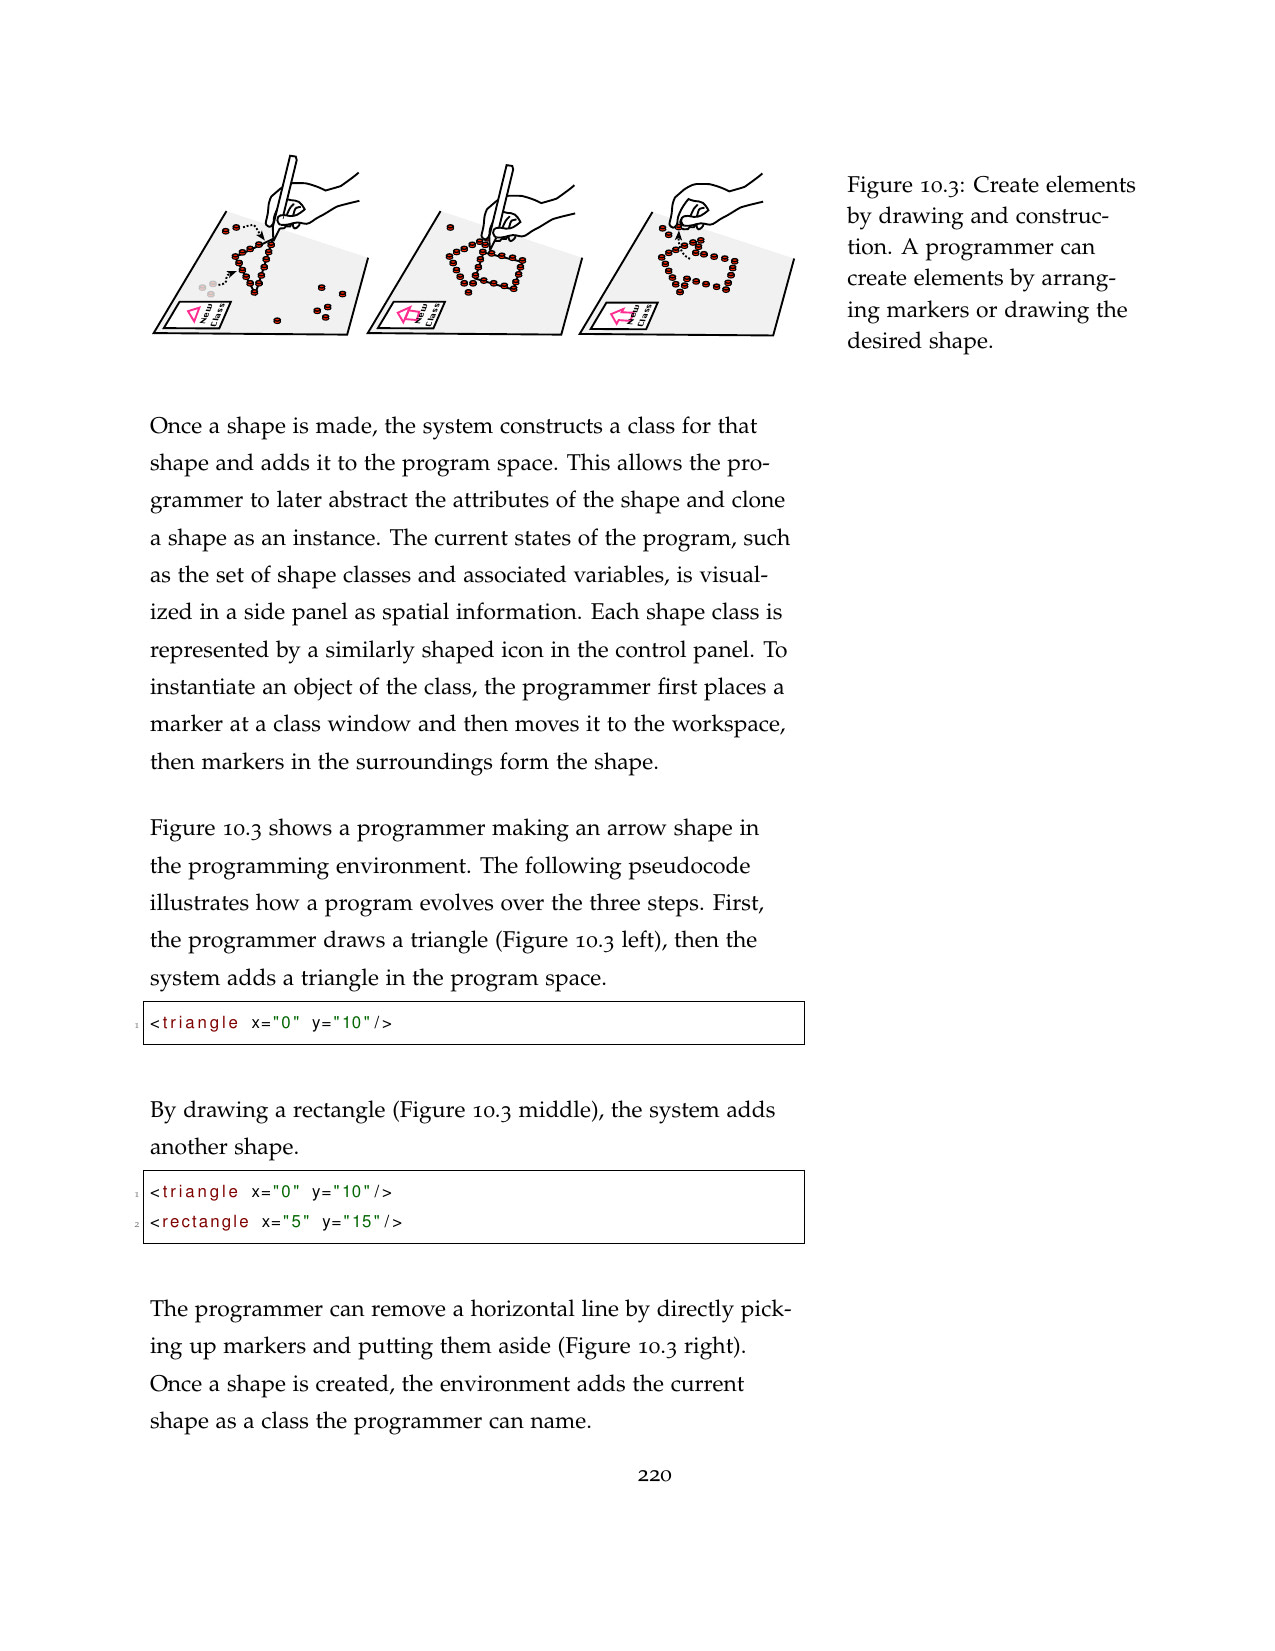 New
Class
New
Class
New
Class
Figure 10.3: Create elements
by drawing and construc-
tion. A programmer can
create elements by arrang-
ing markers or drawing the
desired shape.
Once a shape is made, the system constructs a class for that
shape and adds it to the program space. This allows the pro-
grammer to later abstract the attributes of the shape and clone
a shape as an instance. The current states of the program, such
as the set of shape classes and associated variables, is visual-
ized in a side panel as spatial information. Each shape class is
represented by a similarly shaped icon in the control panel. To
instantiate an object of the class, the programmer first places a
marker at a class window and then moves it to the workspace,
then markers in the surroundings form the shape.
Figure 10.3 shows a programmer making an arrow shape in
the programming environment. The following pseudocode
illustrates how a program evolves over the three steps. First,
the programmer draws a triangle (Figure 10.3 left), then the
system adds a triangle in the program space.
1 <triangle x="0" y="10"/>
By drawing a rectangle (Figure 10.3 middle), the system adds
another shape.
1 <triangle x="0" y="10"/>
2 <rectangle x="5" y="15"/>
The programmer can remove a horizontal line by directly pick-
ing up markers and putting them aside (Figure 10.3 right).
Once a shape is created, the environment adds the current
shape as a class the programmer can name.
220